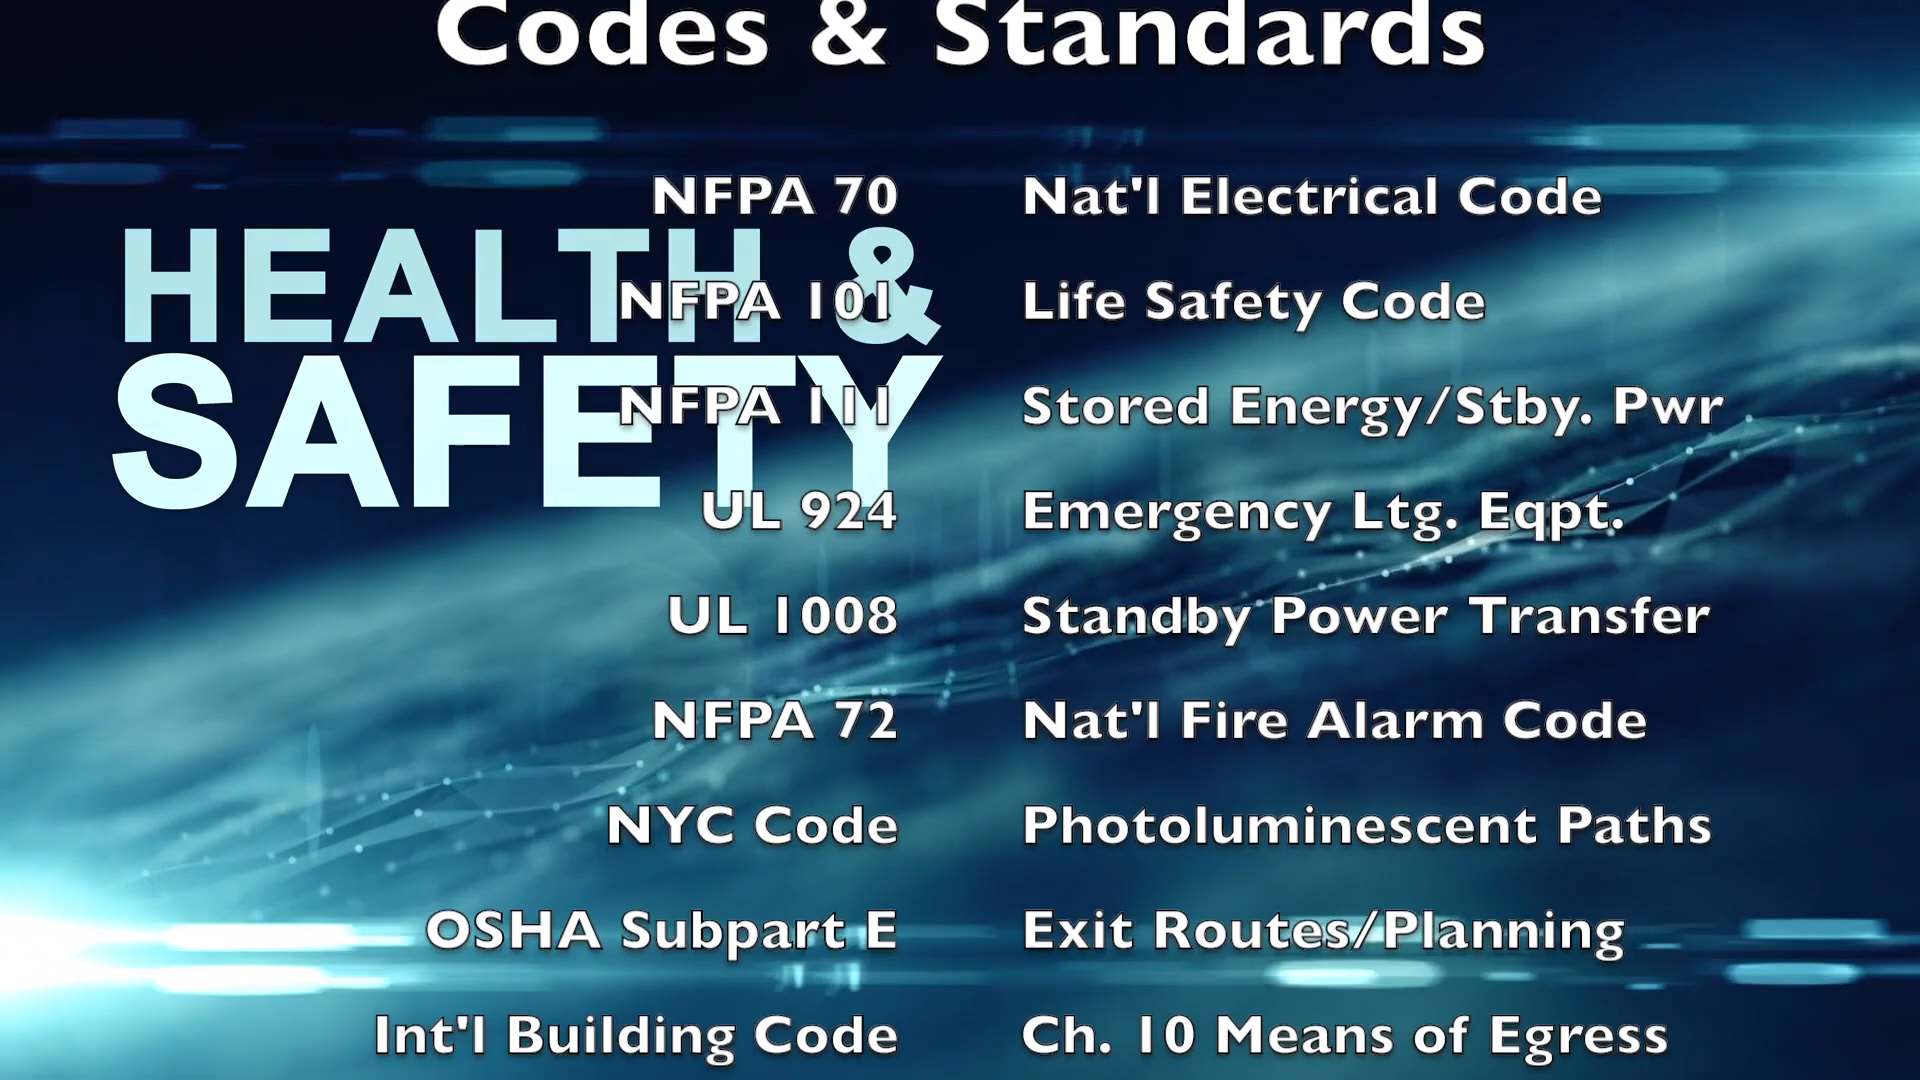 Codes & Standards
HEALTH &
SAFETY
NFPA 70 Nat'l Electrical Code
NFPA 101 Life Safety Code
NFPA 111 Stored Energy/Stby. Pwr
UL 924 Emergency Ltg. Eqpt.
UL 1008 Standby Power Transfer
NFPA 72 Nat'l Fire Alarm Code
NYC Code Photoluminescent Paths
OSHA Subpart E Exit Routes/Planning
Int'l Building Code Ch. 10 Means of Egress